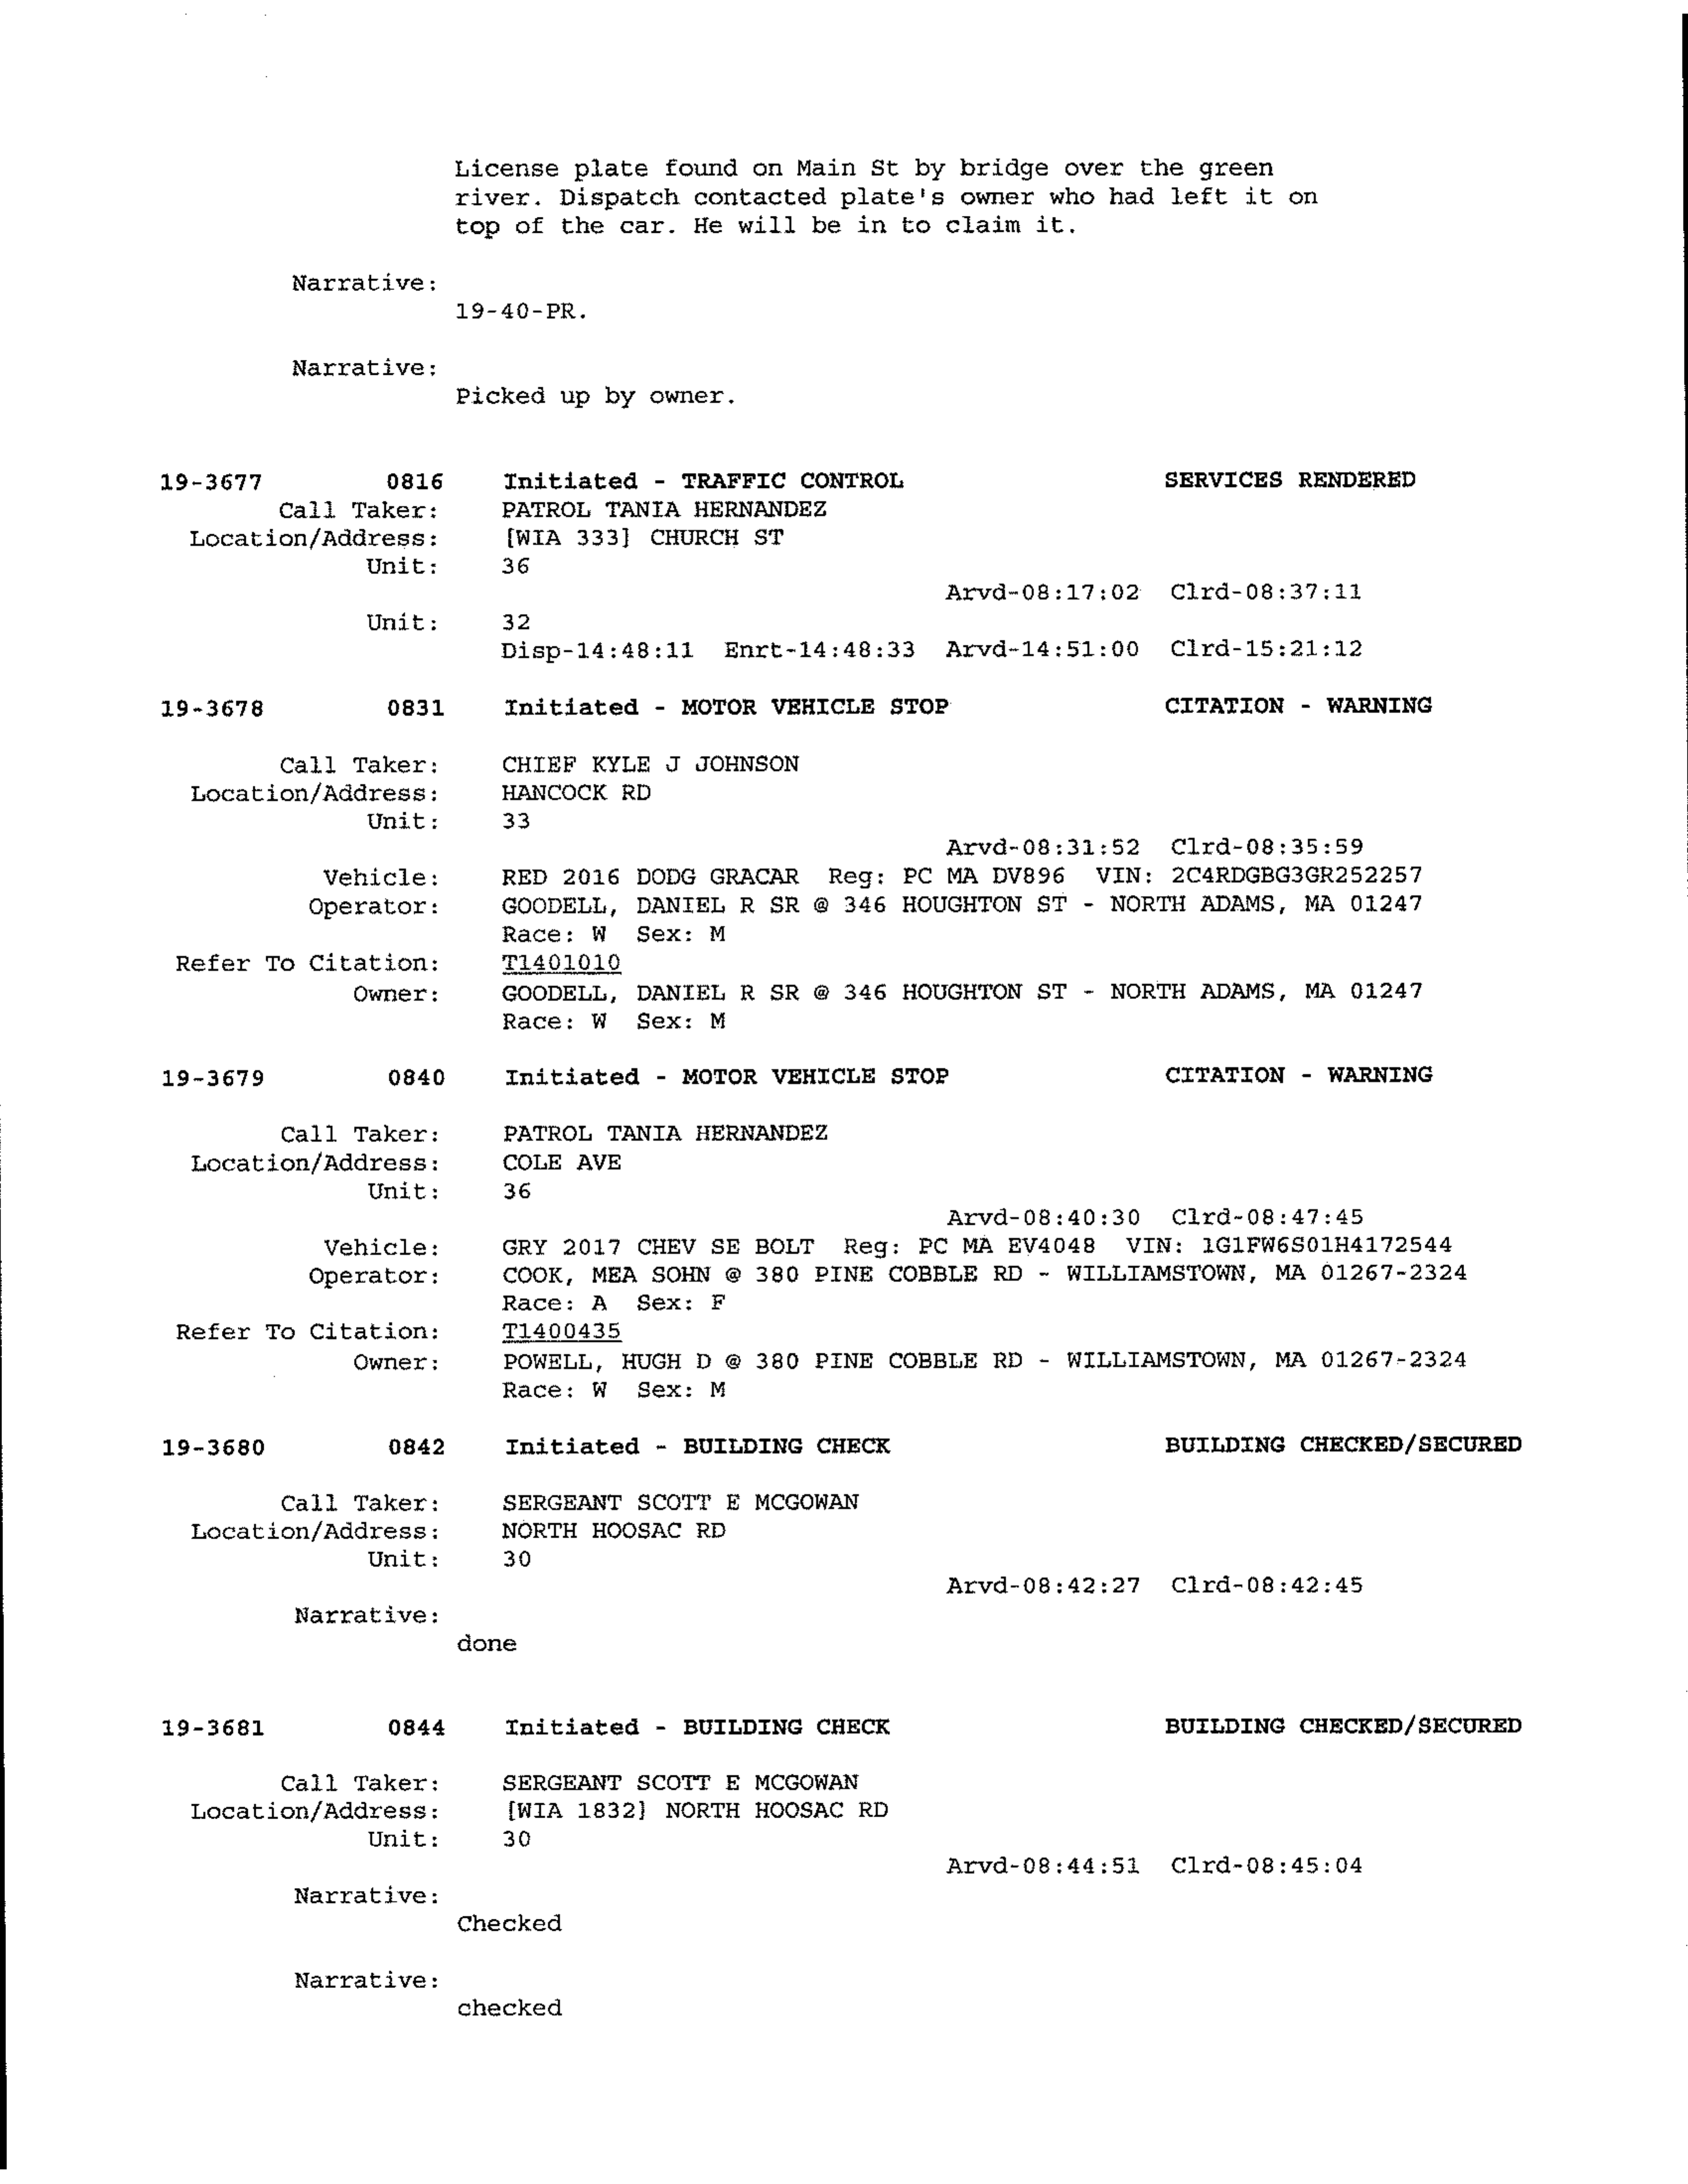 License plate found on Main St by bridge over the green
river. Dispatch contacted plate's owner who had left it on
top of the car. He will be in to claim it.
Narrative:
19-40-PR.
Narrative:
Picked up by owner.
19-3677 0816 Initiated - TRAFFIC CONTROL SERVICES RENDERED
Call Taker: PATROL TANIA HERNANDEZ
Location/Address: [WIA 333] CHURCH ST
Unit: 36
Arvd-08:17:02 Clrd-08:37:11
Unit: 32
Disp-14:48:11 Enrt-14:48:33 Arvd-14:51:00 Clrd-15:21:12
19-3678 0831 Initiated - MOTOR VEHICLE STOP CITATION - WARNING
Call Taker: CHIEF KYLE J JOHNSON
Location/Address: HANCOCK RD
Unit: 33
Arvd-08:31:52 Clrd-08:35:59
Vehicle: RED 2016 DODG GRACAR Reg: PC MA DV896 VIN: 2C4RDGBG3GR252257
Operator: GOODELL, DANIEL R SR @ 346 HOUGHTON ST - NORTH ADAMS, MA 01247
Race: W Sex: M
Refer To Citation: T1401010
Owner: GOODELL, DANIEL R SR @ 346 HOUGHTON ST - NORTH ADAMS, MA 01247
Race: W Sex: M
19-3679 0840 Initiated - MOTOR VEHICLE STOP CITATION - WARNING
Call Taker: PATROL TANIA HERNANDEZ
Location/Address: COLE AVE
Unit: 36
Arvd-08:40:30 Clrd-08:47:45
Vehicle: GRY 2017 CHEV SE BOLT Reg: PC MA EV4048 VIN: 1G1FW6S01H4172544
Operator: COOK, MEA SOHN @ 380 PINE COBBLE RD - WILLIAMSTOWN, MA 01267-2324
Race: A Sex: F
Refer To Citation: T1400435
Owner: POWELL, HUGH D @ 380 PINE COBBLE RD - WILLIAMSTOWN, MA 01267-2324
Race: W Sex: M
19-3680 0842 Initiated - BUILDING CHECK BUILDING CHECKED/SECURED
Call Taker: SERGEANT SCOTT E MCGOWAN
Location/Address: NORTH HOOSAC RD
Unit: 30
Arvd-08:42:27 Clrd-08:42:45
Narrative:
done
19-3681 0844 Initiated - BUILDING CHECK BUILDING CHECKED/SECURED
Call Taker: SERGEANT SCOTT E MCGOWAN
Location/Address: [WIA 1832] NORTH HOOSAC RD
Unit: 30
Arvd-08:44:51 Clrd-08:45:04
Narrative:
Checked
Narrative:
checked